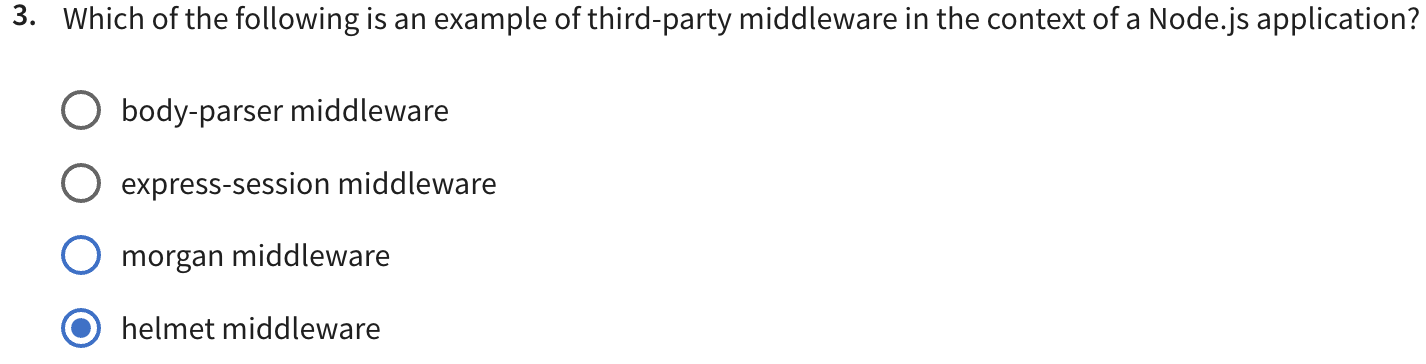 3. Which of the following is an example of third-party middleware in the context of a Node.js application?
body-parser middleware
express-session middleware
morgan middleware
helmet middleware